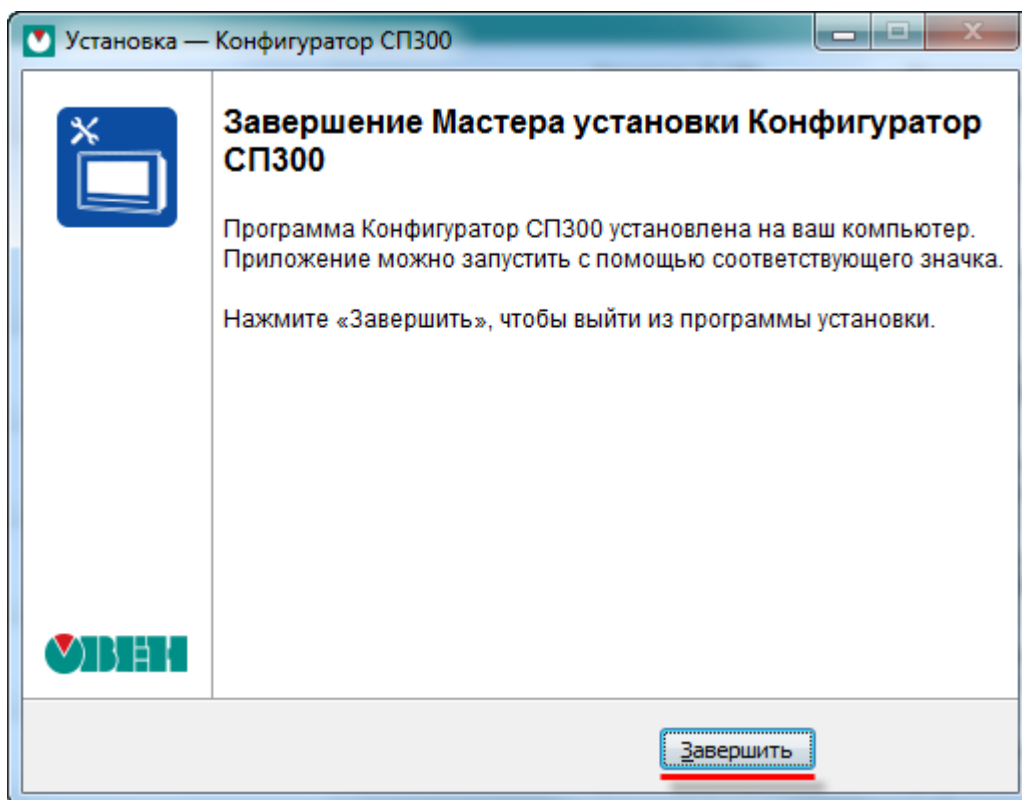 Установка — Конфигуратор СП300
Завершение Мастера установки Конфигуратор
СП300
Программа Конфигуратор СП300 установлена на ваш компьютер.
Приложение можно запустить с помощью соответствующего значка.
Нажмите «Завершить», чтобы выйти из программы установки.
ОВЕН
Завершить